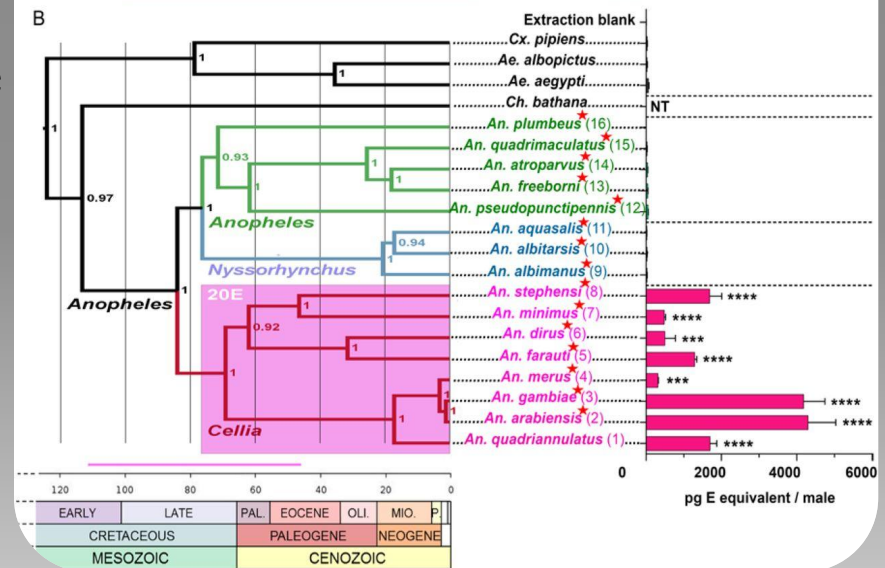 B
Extraction blank
Cx. pipiens
1
Ae. albopictus
1
Ae. aegypti
Ch. bathana
NT
1
An. plumbeus (16)
An. quadrimaculatus (15)
0.93
1
An. atroparvus (14)
1
An. freeborni (13)
1
0.97
1
An. pseudopunctipennis (12)
Anopheles
An. aquasalis (11)
0.94
An. albitarsis (10)
1
Nyssorhynchus
An. albimanus (9)
1
20E
An. stephensi (8)
****
Anopheles
1
An. minimus (7)
****
0.92
An. dirus (6)
***
1
An. farauti (5)
****
1
An. merus (4)
***
1
An. gambiae (3)
****
1
1
An. arabiensis (2)
****
Cellia
An. quadriannulatus (1)
****
0 2000 4000 6000
pg E equivalent / male
120 100 80 60 40 20 0
EARLY LATE PAL. EOCENE OLI. MIO. P.
CRETACEOUS PALEOGENE NEOGENE
MESOZOIC CENOZOIC